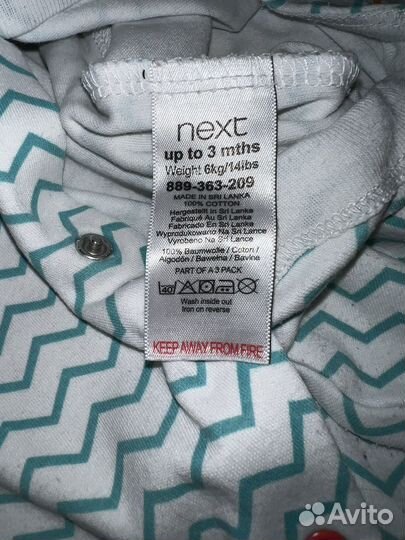 next
up to 3 mths
Weight 6kg/14lbs
889-363-209
MADE IN SRI LANKA
100% COTTON
Hergestellt in Sri Lanka
Fabriqué Au Sri Lanka
Fabricado En Sri Lanka
Wyprodukowano Na Sri Lance
Vyrobeno Na Sri Lance
100% Baumwolle / Coton /
Algodón / Bawełna / Bavlna
PART OF A 3 PACK
40
Wash inside out
Iron on reverse
KEEP AWAY FROM FIRE
Avito